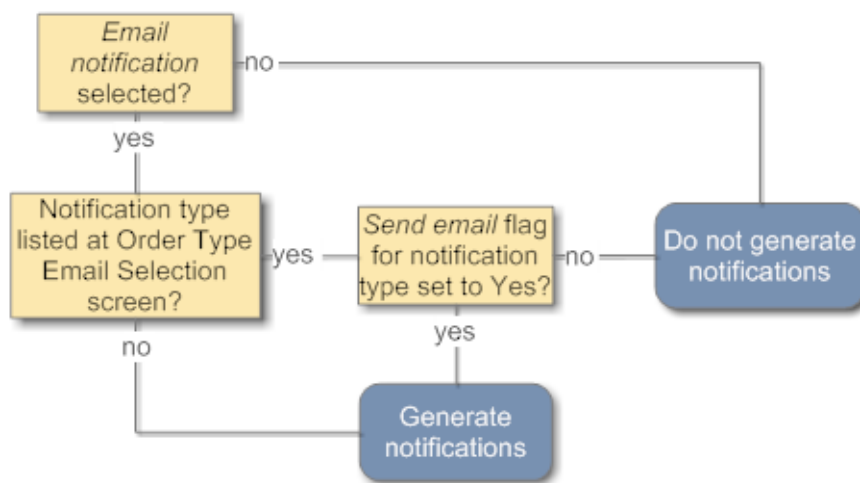 Email
notification
selected?
no
yes
Notification type
listed at Order Type
Email Selection
screen?
yes
Send email flag
for notification
type set to Yes?
no
Do not generate
notifications
no
yes
Generate
notifications